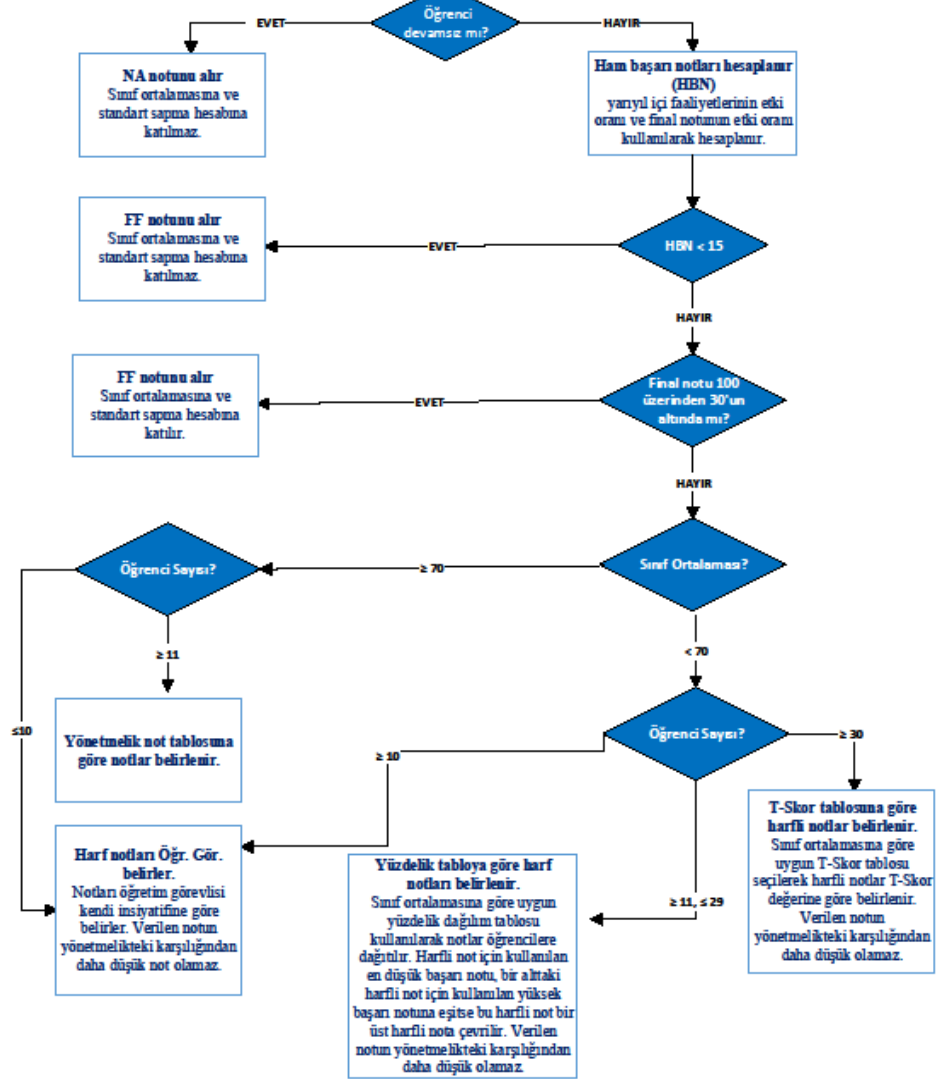 Öğrenci
devamsız mı?
EVET
HAYIR
NA notunu alır
Sınıf ortalamasına ve
standart sapma hesabına
katılmaz.
Ham başarı notları hesaplanır
(HBN)
yarıyıl içi faaliyetlerinin etki
oranı ve final notunun etki oranı
kullanılarak hesaplanır.
FF notunu alır
Sınıf ortalamasına ve
standart sapma hesabına
katılmaz.
EVET
HBN < 15
HAYIR
FF notunu alır
Sınıf ortalamasına ve
standart sapma hesabına
katılır.
EVET
Final notu 100
üzerinden 30'un
altında mı?
HAYIR
Öğrenci Sayısı?
≥ 70
Sınıf Ortalaması?
≥ 11
< 70
≤10
Yönetmelik not tablosuna
göre notlar belirlenir.
Öğrenci Sayısı?
≥ 30
≥ 10
Harf notları Öğr. Gör.
belirler.
Notları öğretim görevlisi
kendi insiyatifine göre
belirler. Verilen notun
yönetmelikteki karşılığından
daha düşük not olamaz.
Yüzdelik tabloya göre harf
notları belirlenir.
Sınıf ortalamasına göre uygun
yüzdelik dağılım tablosu
kullanılarak notlar öğrencilere
dağıtılır. Harfli not için kullanılan
en düşük başarı notu, bir alttaki
harfli not için kullanılan yüksek
başarı notuna eşitse bu harfli not bir
üst harfli nota çevrilir. Verilen
notun yönetmelikteki karşılığından
daha düşük olamaz.
≥ 11, ≤ 29
T-Skor tablosuna göre
harfli notlar belirlenir.
Sınıf ortalamasına göre
uygun T-Skor tablosu
seçilerek harfli notlar T-Skor
değerine göre belirlenir.
Verilen notun
yönetmelikteki karşılığından
daha düşük olamaz.